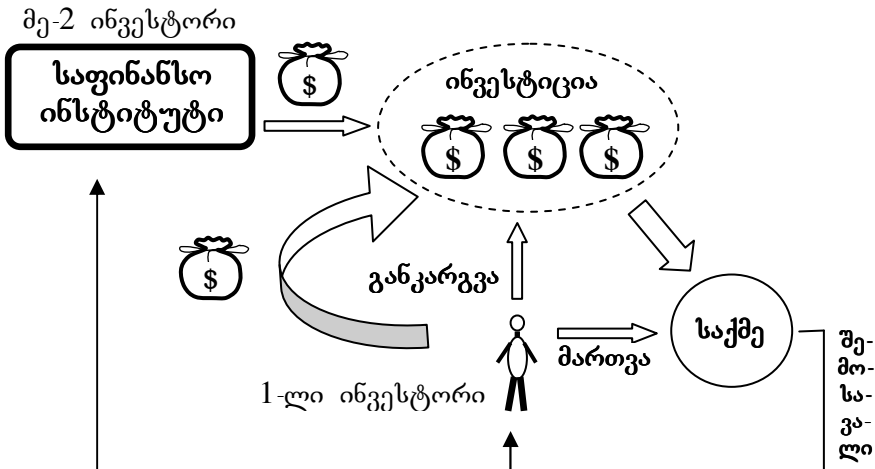 მე-2 ინვესტორი
საფინანსო
ინსტიტუტი
$
ინვესტიცია
$ $ $
$
განკარგვა
საქმე
მართვა
1-ლი ინვესტორი
შე-
მო-
სა-
ვა-
ლი